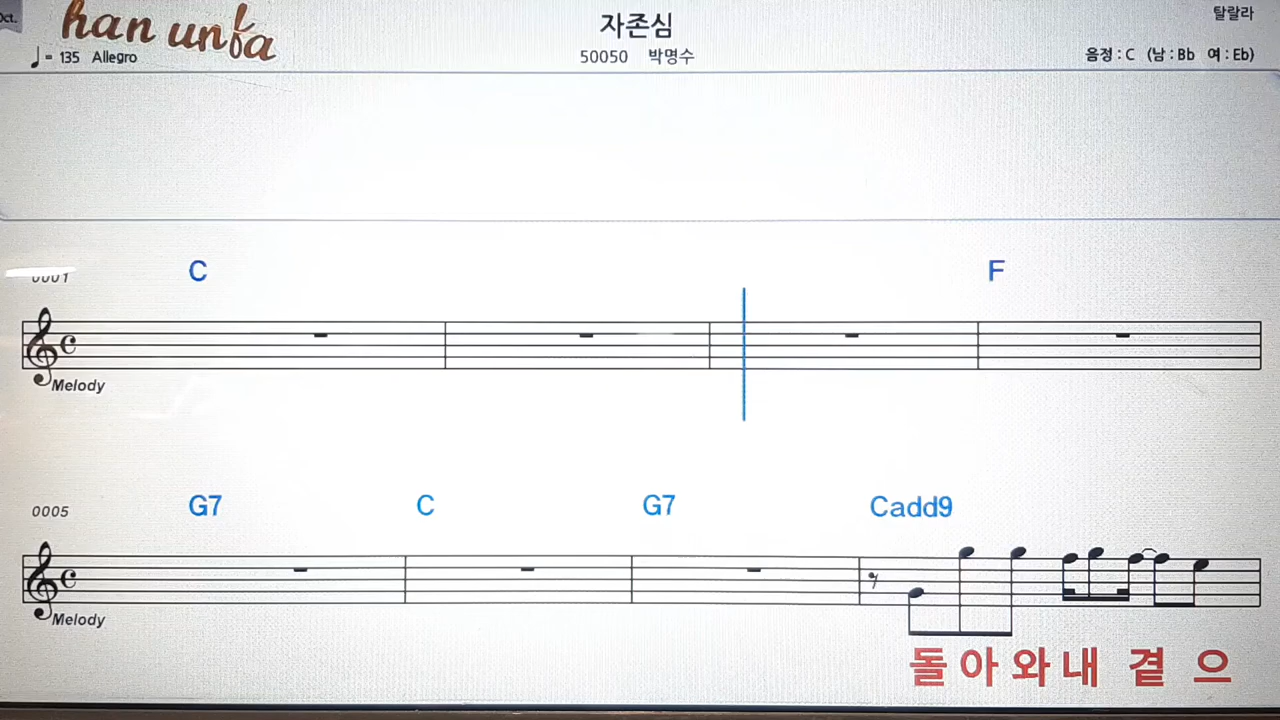 Oct.
han unfa
자존심
탈랄라
♩= 135 Allegro
50050 박명수
음정 : C (남 : Bb 여 : Eb)
0001
C F
Melody
0005
G7 C G7 Cadd9
Melody
돌 아 와 내 곁 으